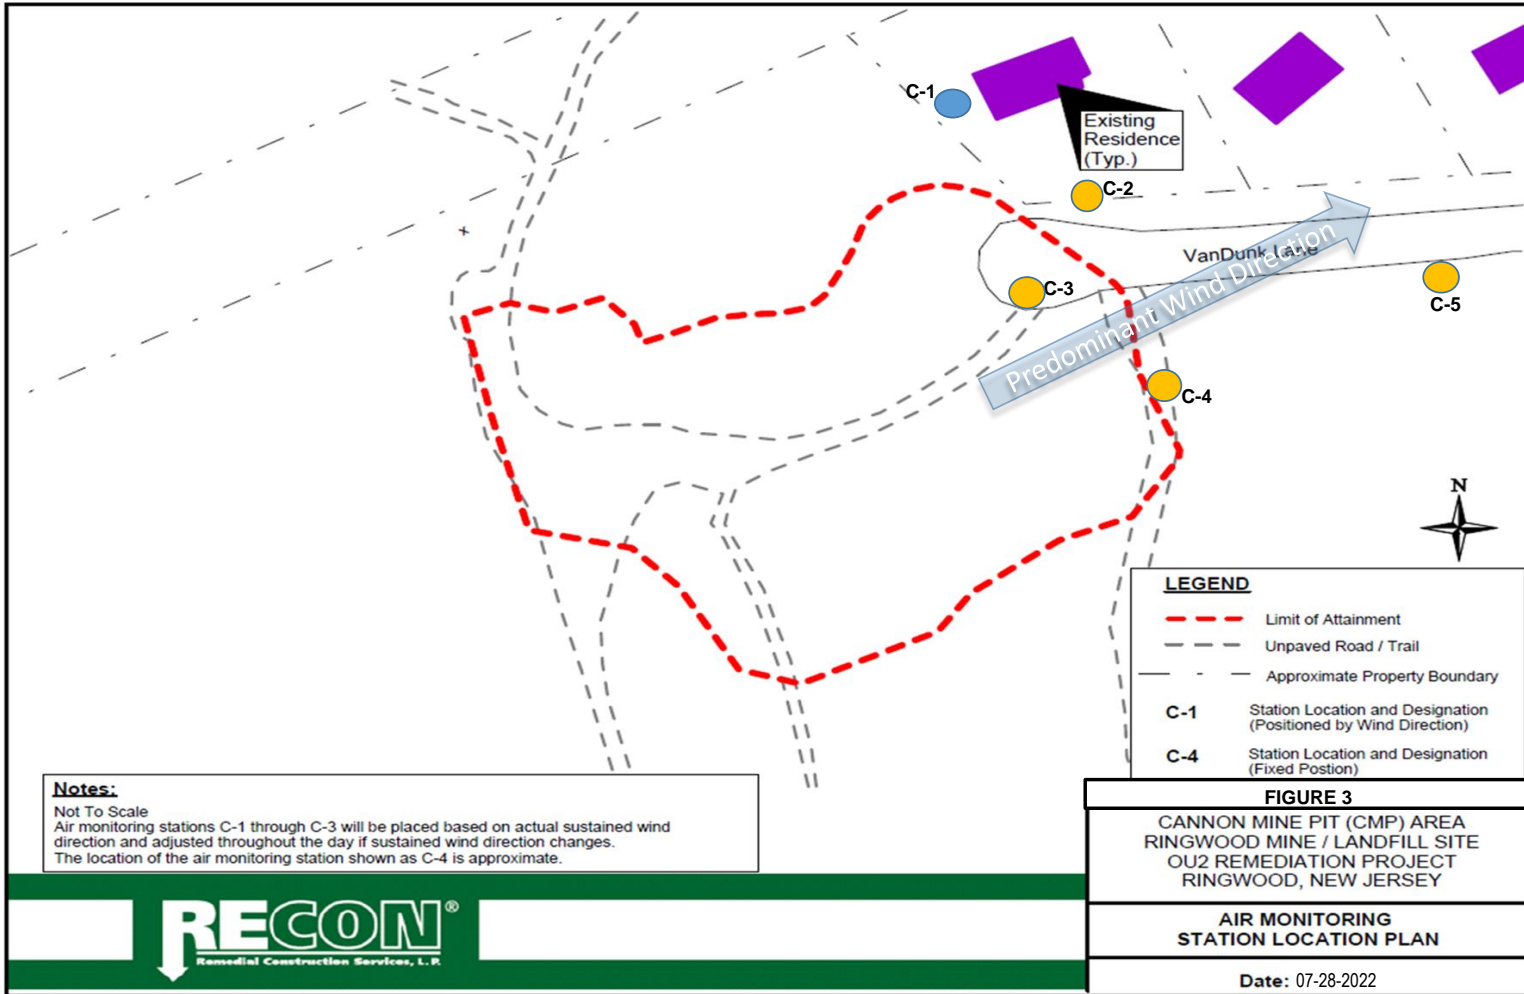 C-1
Existing
Residence
(Typ.)
C-2
VanDunk Lane
Predominant Wind Direction
C-3
C-5
C-4
N
LEGEND
Limit of Attainment
Unpaved Road / Trail
Approximate Property Boundary
C-1 Station Location and Designation
(Positioned by Wind Direction)
C-4 Station Location and Designation
(Fixed Postion)
Notes:
Not To Scale
Air monitoring stations C-1 through C-3 will be placed based on actual sustained wind
direction and adjusted throughout the day if sustained wind direction changes.
The location of the air monitoring station shown as C-4 is approximate.
FIGURE 3
CANNON MINE PIT (CMP) AREA
RINGWOOD MINE / LANDFILL SITE
OU2 REMEDIATION PROJECT
RINGWOOD, NEW JERSEY
AIR MONITORING
STATION LOCATION PLAN
Date: 07-28-2022
RECON®
Remedial Construction Services, L.P.